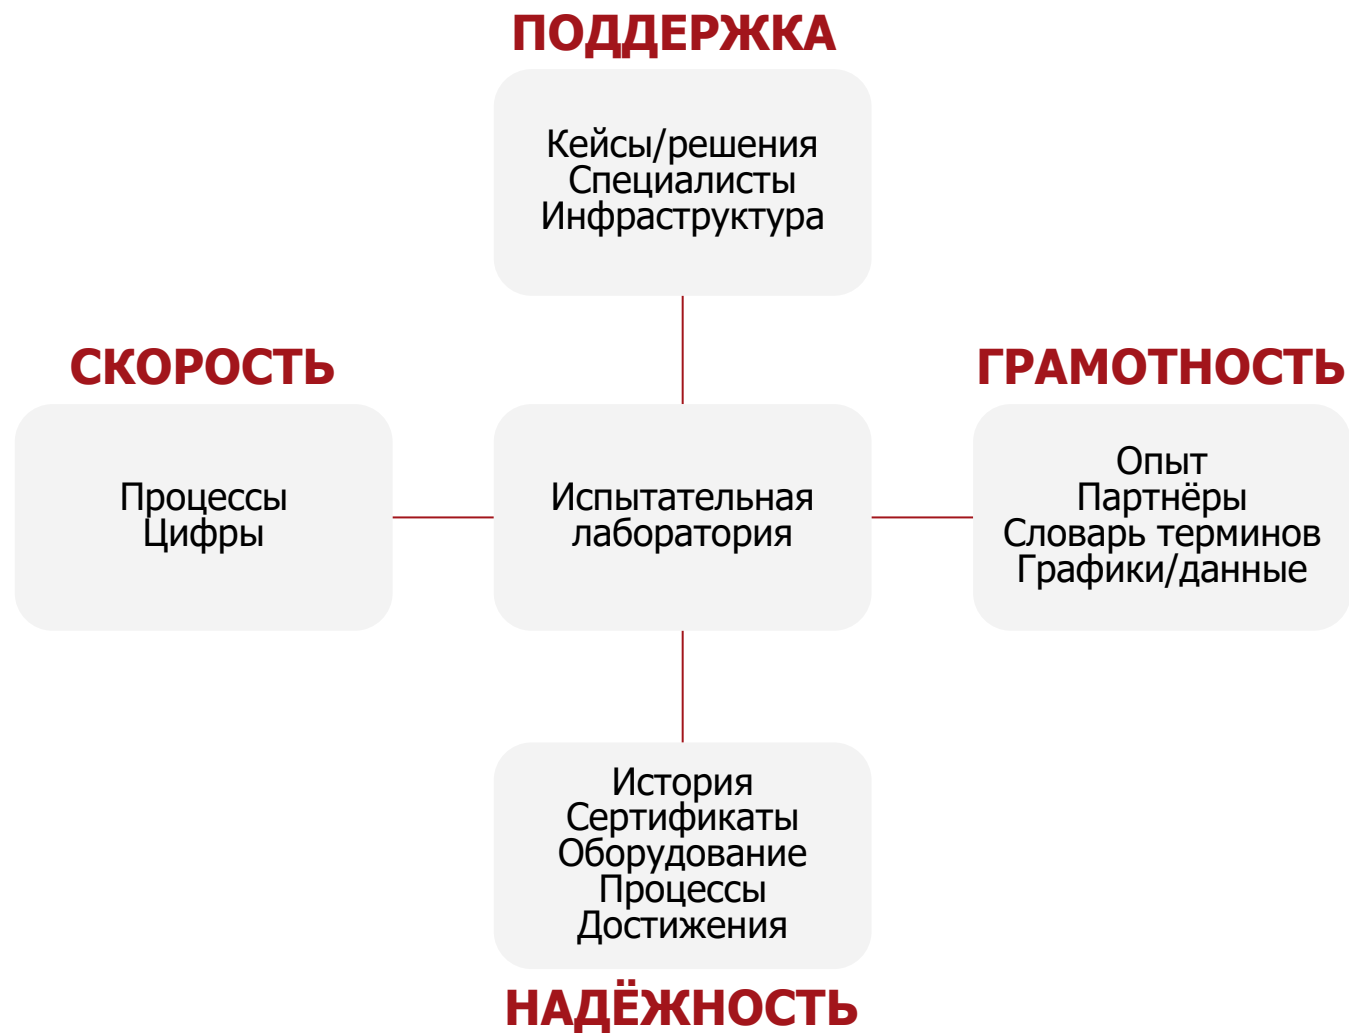 ПОДДЕРЖКА
Кейсы/решения
Специалисты
Инфраструктура
СКОРОСТЬ
Процессы
Цифры
Испытательная
лаборатория
ГРАМОТНОСТЬ
Опыт
Партнёры
Словарь терминов
Графики/данные
История
Сертификаты
Оборудование
Процессы
Достижения
НАДЁЖНОСТЬ